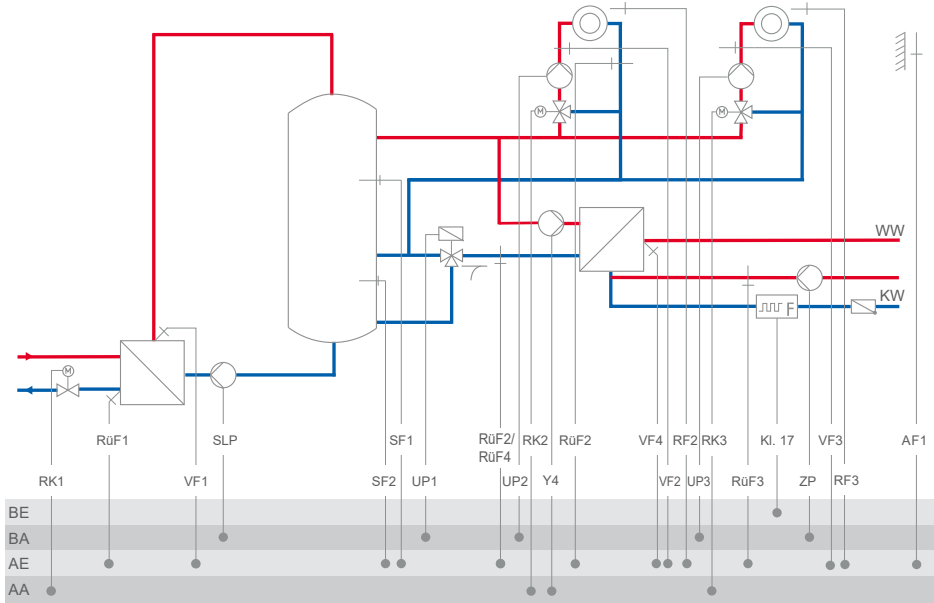 M
M
WW
F
KW
M
RüF1
SLP
SF1
RüF2/
RüF4
RK2
RüF2
VF4
RF2
RK3
Kl. 17
VF3
AF1
RK1
VF1
SF2
UP1
UP2
Y4
VF2
UP3
RüF3
ZP
RF3
BE
BA
AE
AA